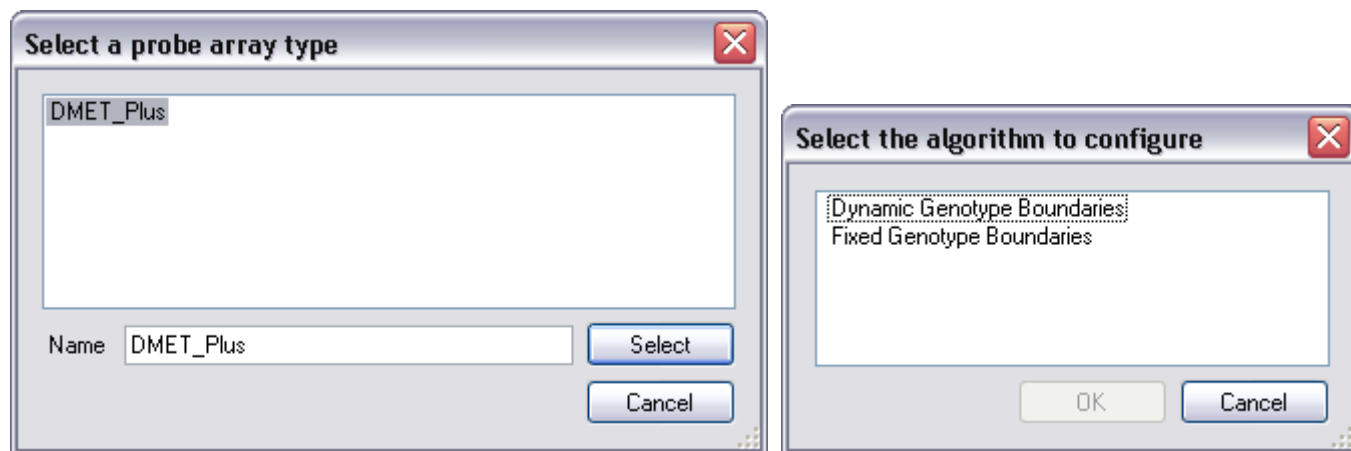 Select a probe array type
DMET_Plus
Name DMET_Plus Select
Cancel
Select the algorithm to configure
Dynamic Genotype Boundaries
Fixed Genotype Boundaries
OK Cancel